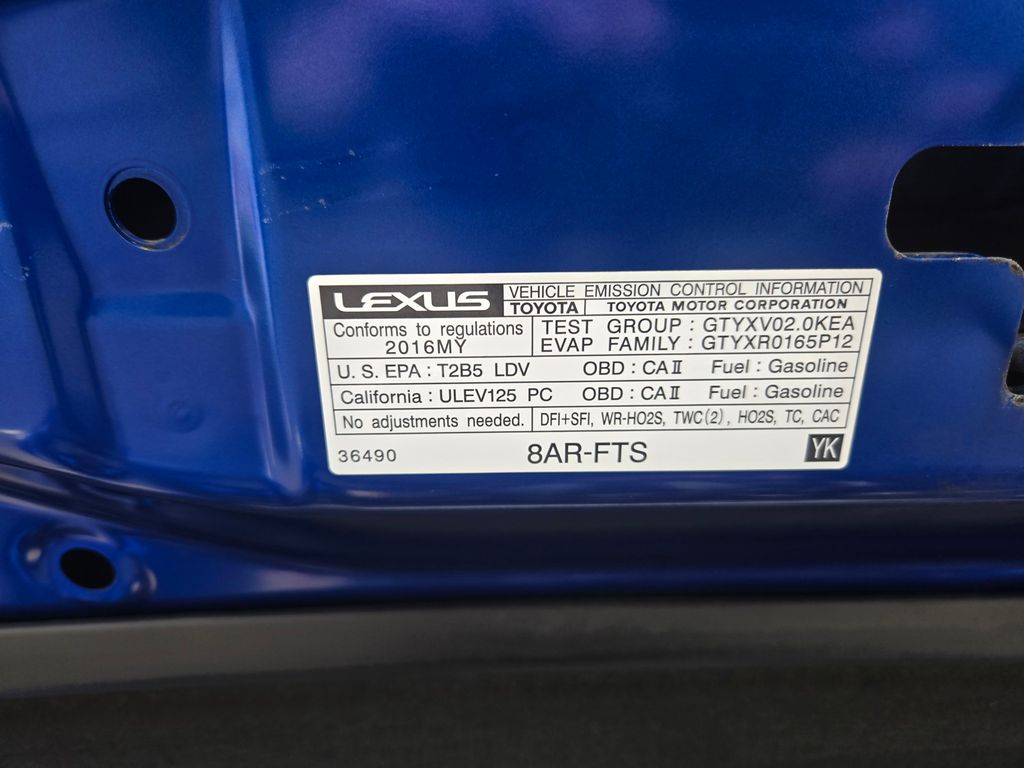 LEXUS VEHICLE EMISSION CONTROL INFORMATION
TOYOTA TOYOTA MOTOR CORPORATION
Conforms to regulations
2016MY
TEST GROUP : GTYXV02.0KEA
EVAP FAMILY : GTYXR0165P12
U. S. EPA : T2B5 LDV OBD : CAⅡ Fuel : Gasoline
California : ULEV125 PC OBD : CAⅡ Fuel : Gasoline
No adjustments needed. DFI+SFI, WR-HO2S, TWC(2), HO2S, TC, CAC
36490 8AR-FTS YK